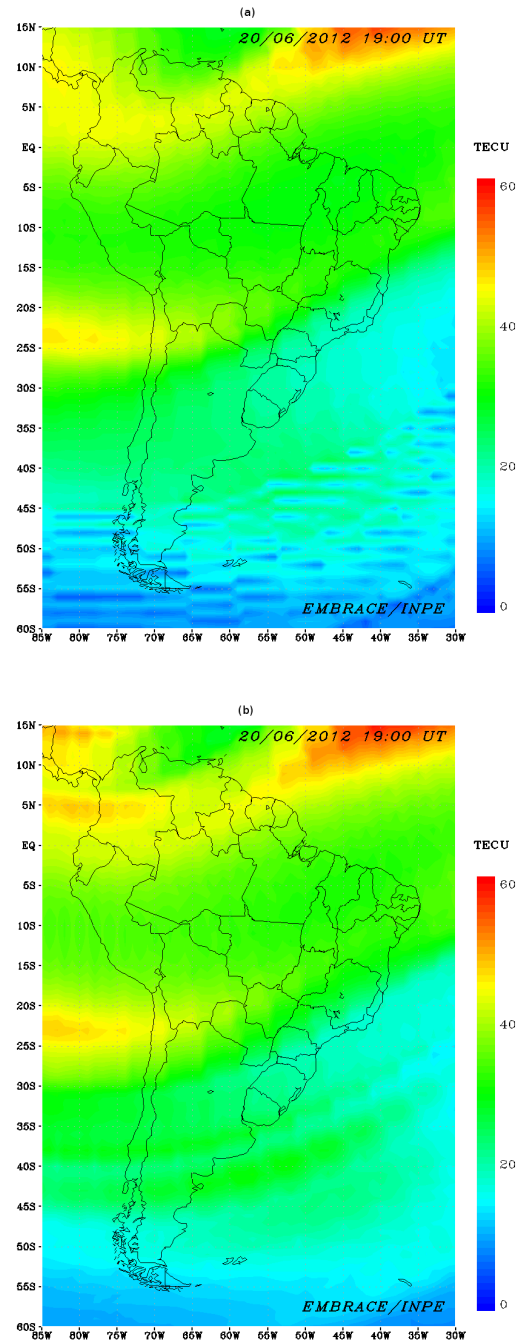 (a)
20/06/2012 19:00 UT
15N
10N
5N
EQ
5S
10S
15S
20S
25S
30S
35S
40S
45S
50S
55S
60S
85W 80W 75W 70W 65W 60W 55W 50W 45W 40W 35W 30W
EMBRACE/INPE
TECU
60
40
20
0
(b)
20/06/2012 19:00 UT
15N
10N
5N
EQ
5S
10S
15S
20S
25S
30S
35S
40S
45S
50S
55S
60S
85W 80W 75W 70W 65W 60W 55W 50W 45W 40W 35W 30W
EMBRACE/INPE
TECU
60
40
20
0